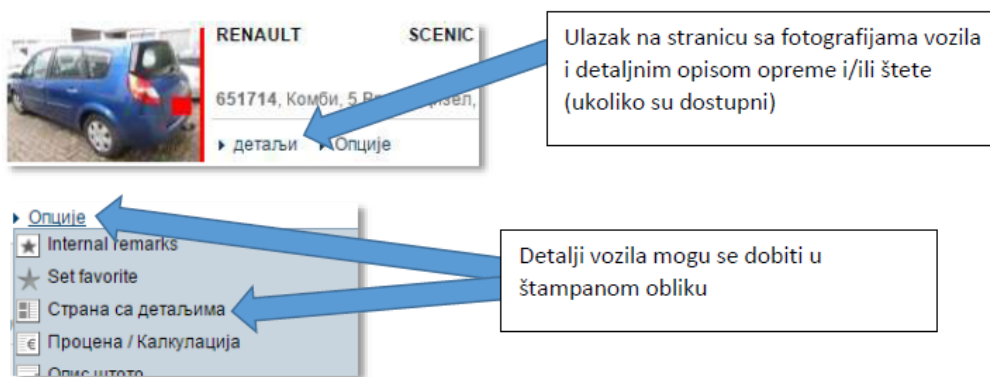 RENAULT SCENIC
651714, Комби, 5
детаљи Опције
Ulazak na stranicu sa fotografijama vozila
i detaljnim opisom opreme i/ili štete
(ukoliko su dostupni)
Опције
Internal remarks
Set favorite
Страна са детаљима
Процена / Калкулација
Опис штете
Detalji vozila mogu se dobiti u
štampanom obliku